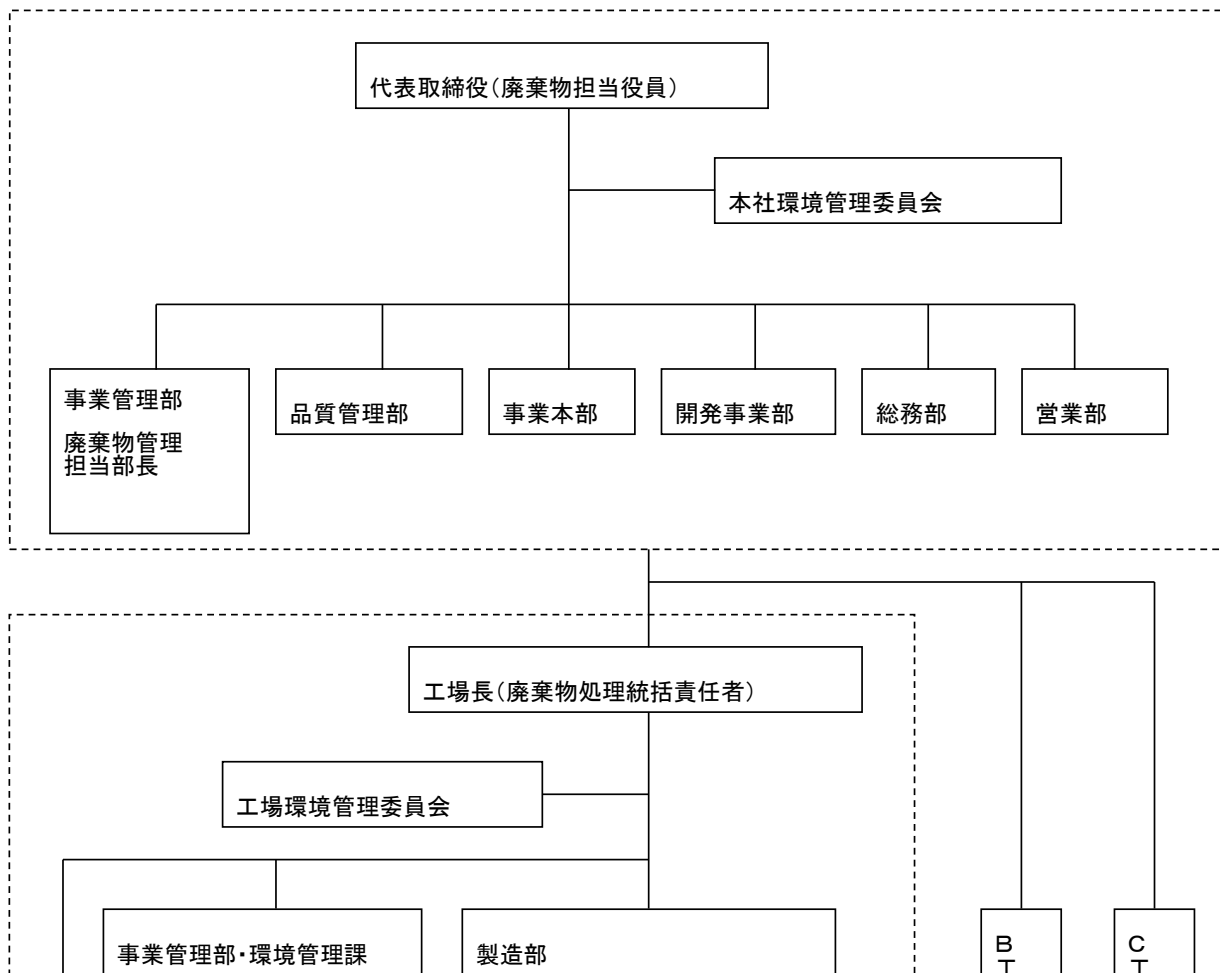 代表取締役(廃棄物担当役員)
本社環境管理委員会
事業管理部
廃棄物管理
担当部長
品質管理部
事業本部
開発事業部
総務部
営業部
工場長(廃棄物処理統括責任者)
工場環境管理委員会
事業管理部・環境管理課
製造部
B
C